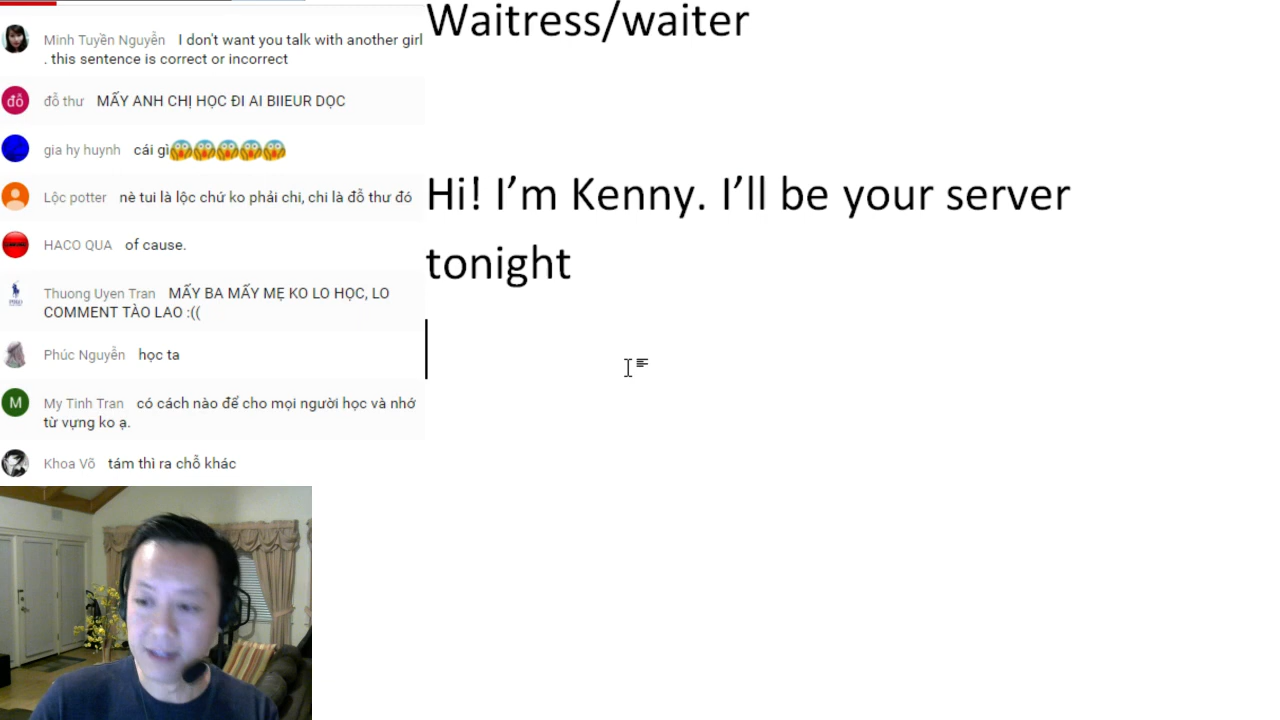 Minh Tuyền Nguyễn I don't want you talk with another girl
. this sentence is correct or incorrect
đỗ đỗ thư MẤY ANH CHỊ HỌC ĐI AI BIIEUR DỌC
gia hy huynh cái gì😱😱😱😱😱
Lộc potter nè tui là lộc chứ ko phải chi, chi là đỗ thư đó
HACO QUA of cause.
Thuong Uyen Tran MẤY BA MẤY MẸ KO LO HỌC, LO
COMMENT TÀO LAO :((
Phúc Nguyễn học ta
M My Tinh Tran có cách nào để cho mọi người học và nhớ
từ vựng ko ạ.
Khoa Võ tám thì ra chỗ khác
Waitress/waiter
Hi! I’m Kenny. I’ll be your server
tonight